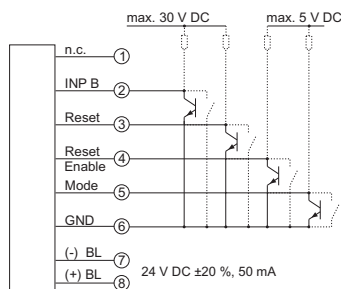 max. 30 V DC max. 5 V DC
n.c. 1
INP B 2
Reset 3
Reset Enable 4
Mode 5
GND 6
(-) BL 7
(+) BL 8 24 V DC ±20 %, 50 mA